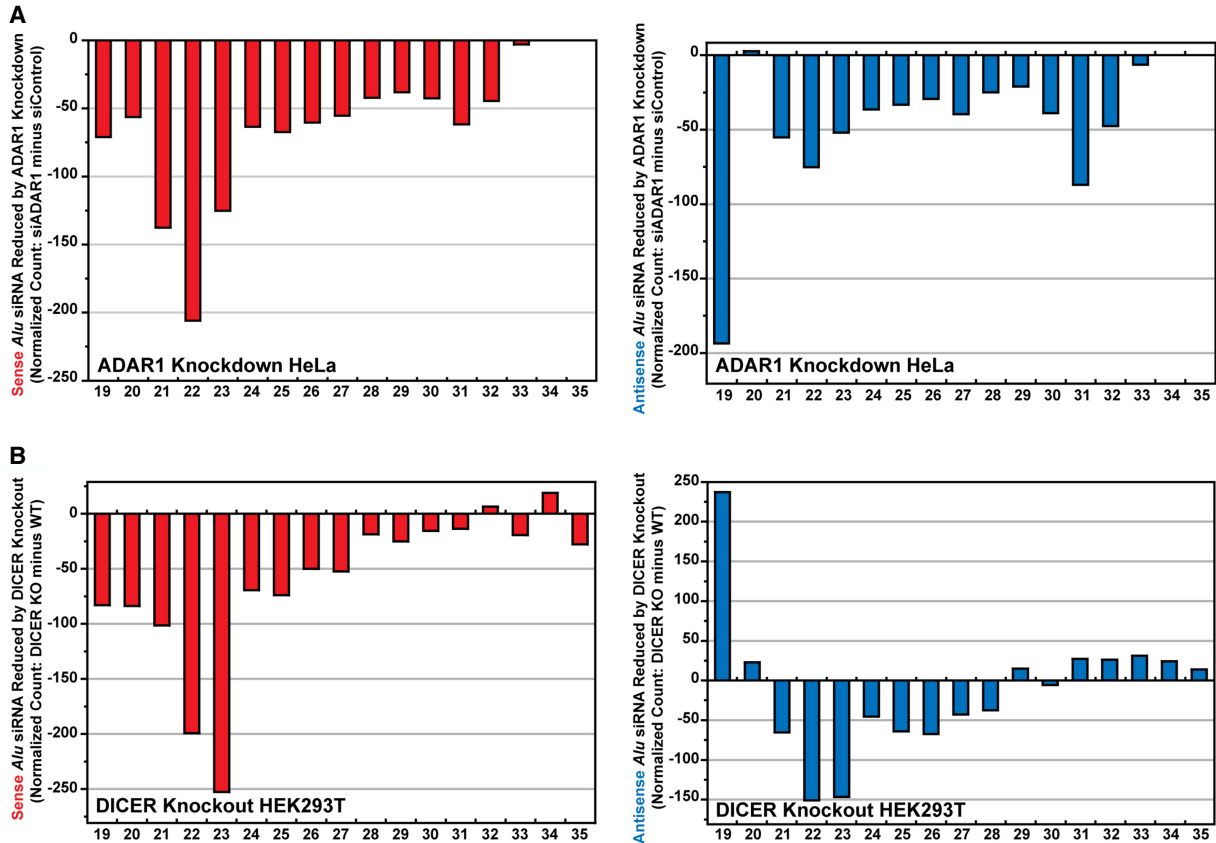 A
Sense Alu siRNA Reduced by ADAR1 Knockdown
(Normalized Count: siADAR1 minus siControl)
0
-50
-100
-150
-200
-250
ADAR1 Knockdown HeLa
19 20 21 22 23 24 25 26 27 28 29 30 31 32 33 34 35
Antisense Alu siRNA Reduced by ADAR1 Knockdown
(Normalized Count: siADAR1 minus siControl)
0
-50
-100
-150
-200
ADAR1 Knockdown HeLa
19 20 21 22 23 24 25 26 27 28 29 30 31 32 33 34 35
B
Sense Alu siRNA Reduced by DICER Knockout
(Normalized Count: DICER KO minus WT)
0
-50
-100
-150
-200
-250
DICER Knockout HEK293T
19 20 21 22 23 24 25 26 27 28 29 30 31 32 33 34 35
Antisense Alu siRNA Reduced by DICER Knockout
(Normalized Count: DICER KO minus WT)
250
200
150
100
50
0
-50
-100
-150
DICER Knockout HEK293T
19 20 21 22 23 24 25 26 27 28 29 30 31 32 33 34 35